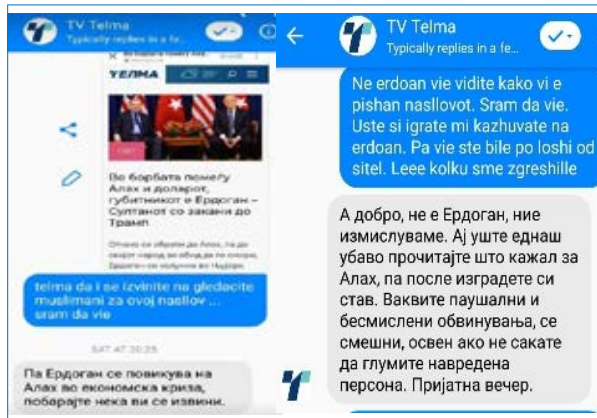 TV Telma
Typically replies in a few...
ТЕЛМА
Во борбата помеѓу
Алах и доларот,
губитникот е Ердоган –
Султанот со закани до
Трамп
telma da i se izvinite na gledacite
muslimani za ovoj nasllov ...
sram da vie
SAT AT 20:25
Па Ердоган се повикува на
Алах во економска криза,
побарајте нека ви се извини.
TV Telma
Typically replies in a fe...
Ne erdoan vie vidite kako vi e
pishan nasllovot. Sram da vie.
Uste si igrate mi kazhuvate na
erdoan. Pa vie ste bile po loshi od
sitel. Leee kolku sme zgreshille
А добро, не е Ердоган, ние
измислуваме. Ај уште еднаш
убаво прочитајте што кажал за
Алах, па после изградете си
став. Ваквите паушални и
бесмислени обвинувања, се
смешни, освен ако не сакате
да глумите навредена
персона. Пријатна вечер.